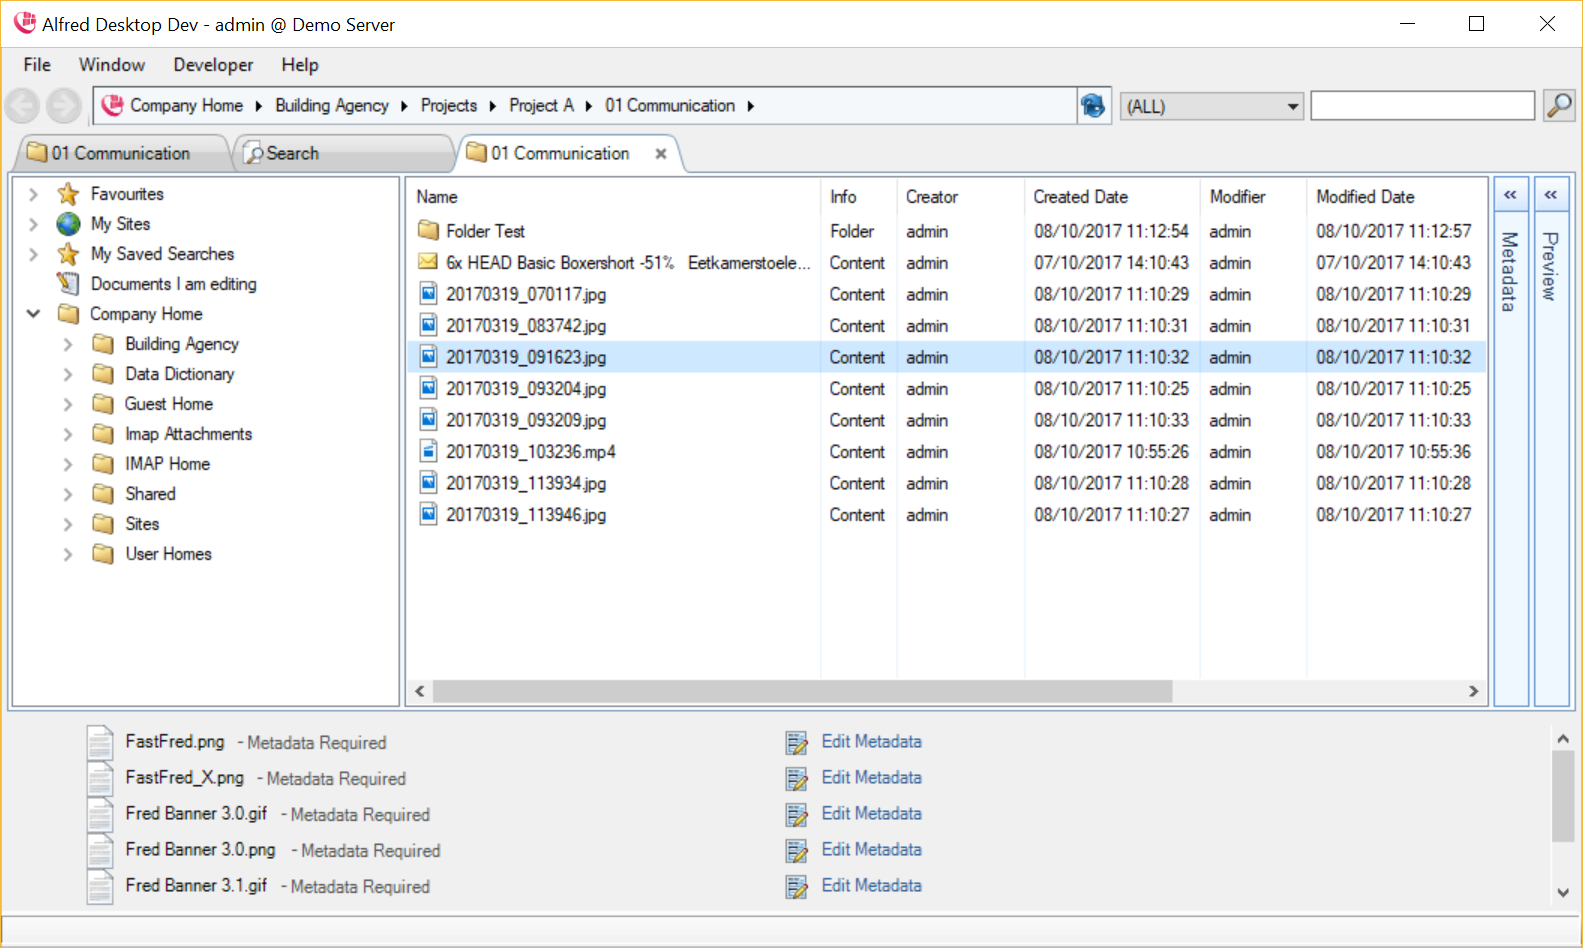 Alfred Desktop Dev - admin @ Demo Server
File Window Developer Help
Company Home Building Agency Projects Project A 01 Communication (ALL)
01 Communication Search 01 Communication
Favourites
My Sites
My Saved Searches
Documents I am editing
Company Home
Building Agency
Data Dictionary
Guest Home
Imap Attachments
IMAP Home
Shared
Sites
User Homes
Name Info Creator Created Date Modifier Modified Date
Folder Test Folder admin 08/10/2017 11:12:54 admin 08/10/2017 11:12:57
6x HEAD Basic Boxershort -51% Eetkamerstoele... Content admin 07/10/2017 14:10:43 admin 07/10/2017 14:10:43
20170319_070117.jpg Content admin 08/10/2017 11:10:29 admin 08/10/2017 11:10:29
20170319_083742.jpg Content admin 08/10/2017 11:10:31 admin 08/10/2017 11:10:31
20170319_091623.jpg Content admin 08/10/2017 11:10:32 admin 08/10/2017 11:10:32
20170319_093204.jpg Content admin 08/10/2017 11:10:25 admin 08/10/2017 11:10:25
20170319_093209.jpg Content admin 08/10/2017 11:10:33 admin 08/10/2017 11:10:33
20170319_103236.mp4 Content admin 08/10/2017 10:55:26 admin 08/10/2017 10:55:36
20170319_113934.jpg Content admin 08/10/2017 11:10:28 admin 08/10/2017 11:10:28
20170319_113946.jpg Content admin 08/10/2017 11:10:27 admin 08/10/2017 11:10:27
Metadata
Preview
FastFred.png - Metadata Required Edit Metadata
FastFred_X.png - Metadata Required Edit Metadata
Fred Banner 3.0.gif - Metadata Required Edit Metadata
Fred Banner 3.0.png - Metadata Required Edit Metadata
Fred Banner 3.1.gif - Metadata Required Edit Metadata